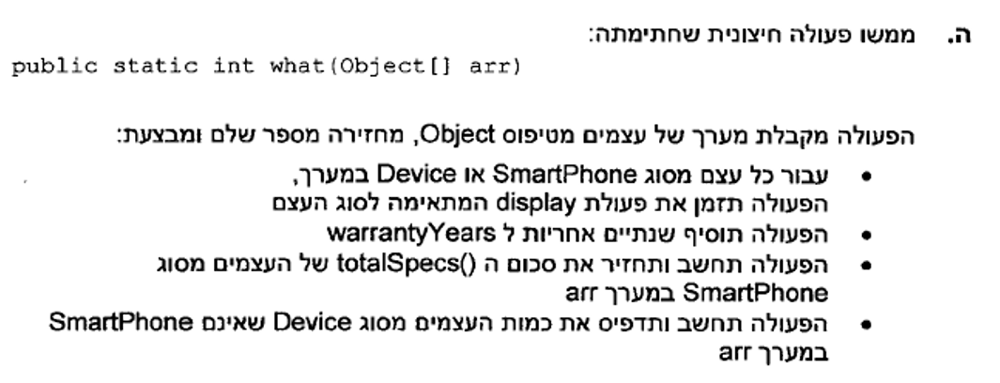 ה. ממשו פעולה חיצונית שחתימתה:
public static int what(Object[] arr)
הפעולה מקבלת מערך של עצמים מטיפוס Object, מחזירה מספר שלם ומבצעת:
• עבור כל עצם מסוג SmartPhone או Device במערך,
הפעולה תזמן את פעולת display המתאימה לסוג העצם
• הפעולה תוסיף שנתיים אחריות ל warrantyYears
• הפעולה תחשב ותחזיר את סכום ה totalSpecs() של העצמים מסוג
SmartPhone במערך arr
• הפעולה תחשב ותדפיס את כמות העצמים מסוג Device שאינם SmartPhone
במערך arr